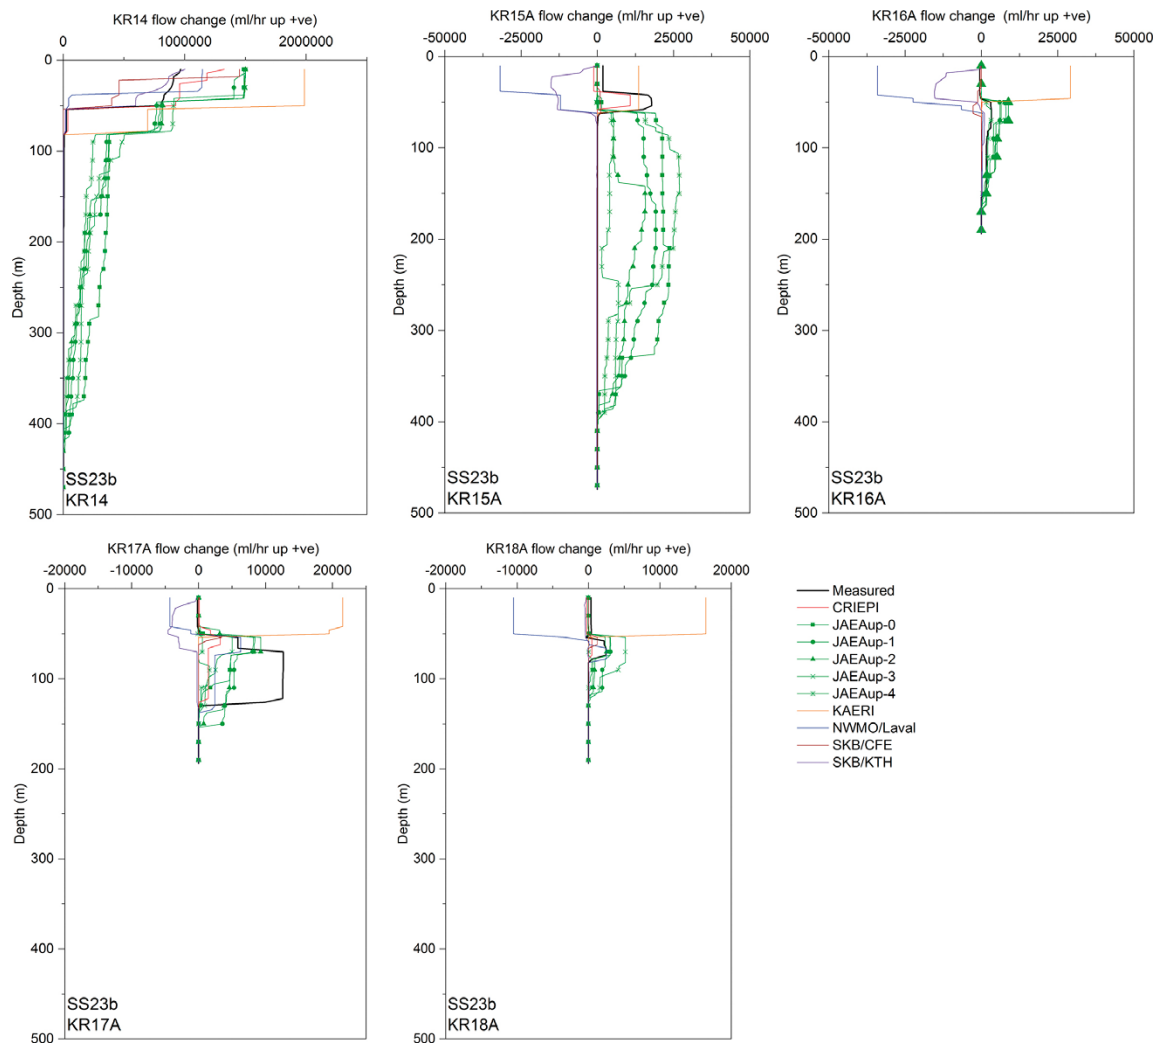 KR14 flow change (ml/hr up +ve)
0 1000000 2000000
0
100
200
300
400
500
Depth (m)
SS23b
KR14
KR15A flow change (ml/hr up +ve)
-50000 -25000 0 25000 50000
0
100
200
300
400
500
Depth (m)
SS23b
KR15A
KR16A flow change (ml/hr up +ve)
-50000 -25000 0 25000 50000
0
100
200
300
400
500
Depth (m)
SS23b
KR16A
KR17A flow change (ml/hr up +ve)
-20000 -10000 0 10000 20000
0
100
200
300
400
500
Depth (m)
SS23b
KR17A
KR18A flow change (ml/hr up +ve)
-20000 -10000 0 10000 20000
0
100
200
300
400
500
Depth (m)
SS23b
KR18A
Measured
CRIEPI
JAEAup-0
JAEAup-1
JAEAup-2
JAEAup-3
JAEAup-4
KAERI
NWMO/Laval
SKB/CFE
SKB/KTH